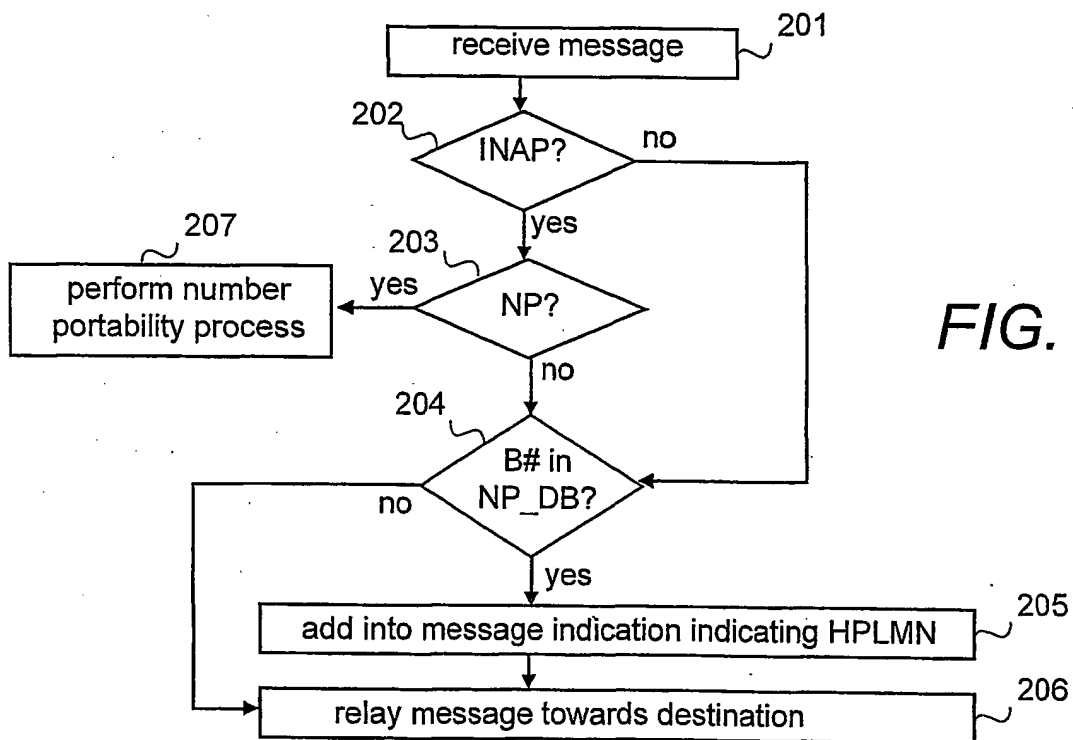 201
receive message
202
INAP?
no
yes
207
203
perform number
portability process
yes
NP?
FIG.
no
204
B# in
NP_DB?
no
yes
205
add into message indication indicating HPLMN
206
relay message towards destination